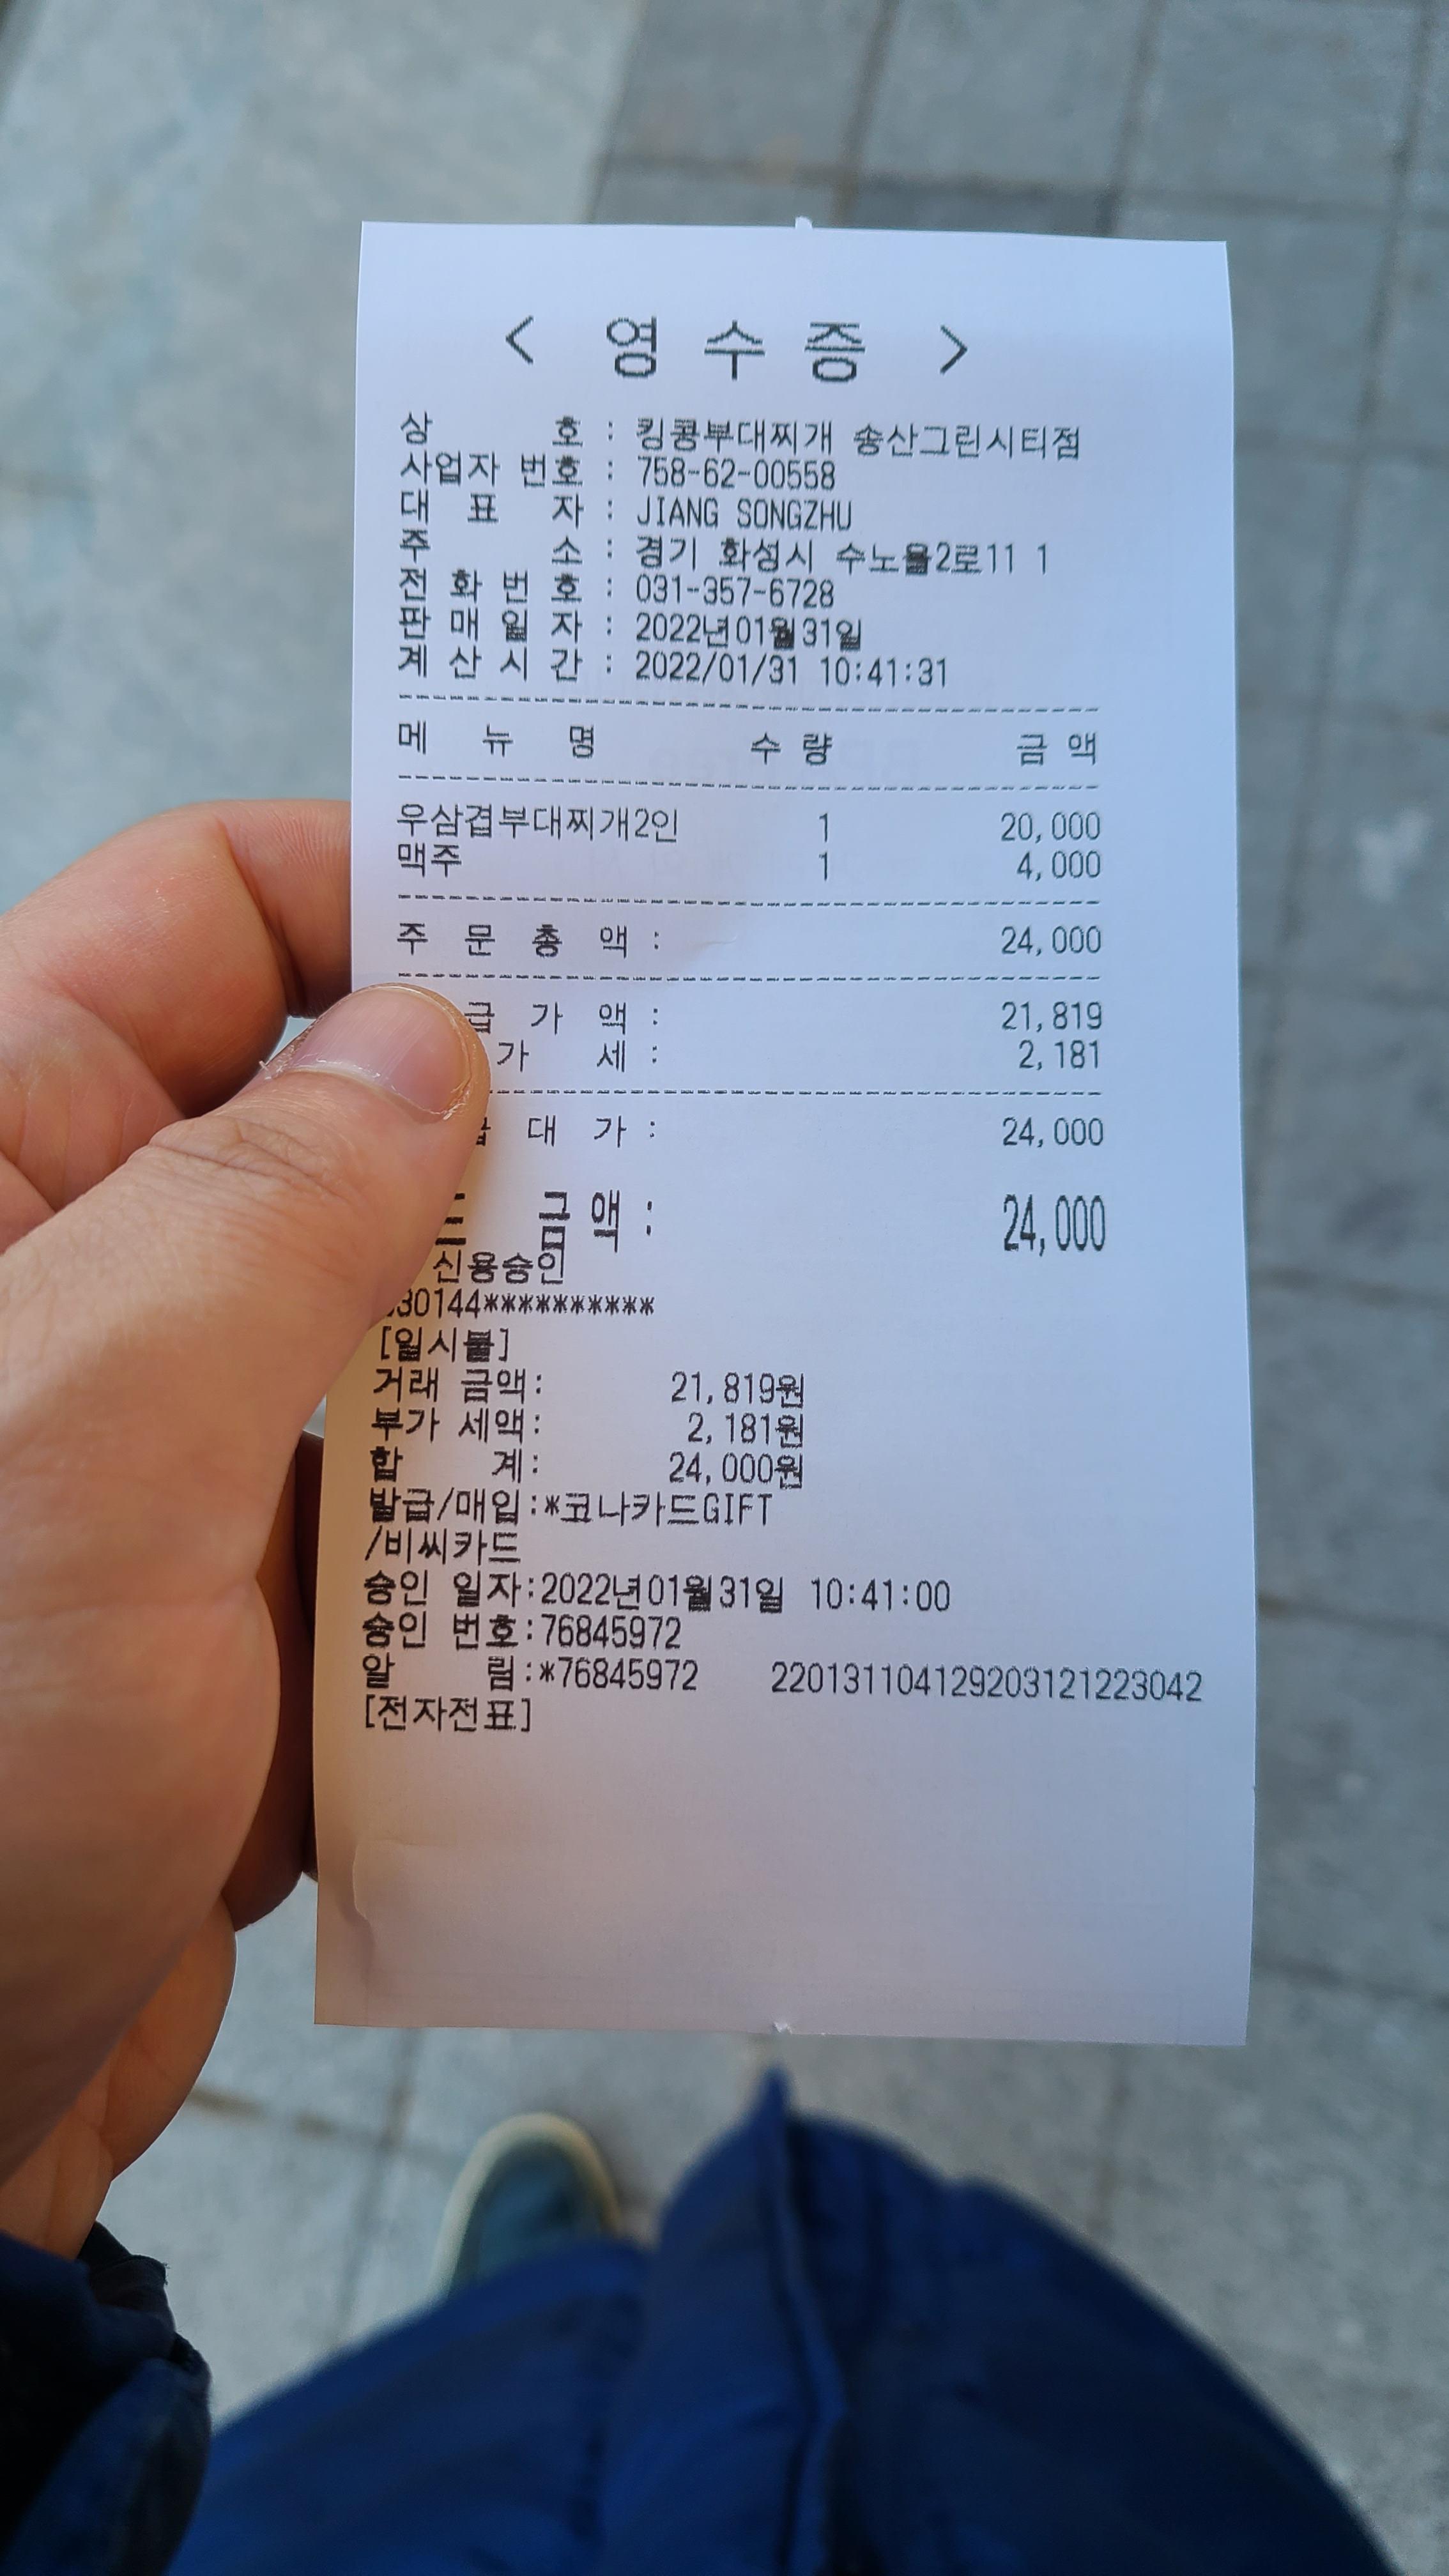 < 영 수 증 >
상 호 : 킹콩부대찌개 송산그린시티점
사업자 번호 : 758-62-00558
대 표 자 : JIANG SONGZHU
주 소 : 경기 화성시 수노을2로11 1
전 화 번 호 : 031-357-6728
판 매 일 자 : 2022년01월31일
계 산 시 간 : 2022/01/31 10:41:31
메 뉴 명 수 량 금 액
우삼겹부대찌개2인 1 20,000
맥주 1 4,000
주 문 총 액 : 24,000
급 가 액 : 21,819
가 세 : 2,181
대 가 : 24,000
금액 : 24,000
신용승인
30144**********
[일시불]
거래 금액: 21,819원
부가 세액: 2,181원
합 계: 24,000원
발급/매입:*코나카드GIFT
/비씨카드
승인 일자:2022년01월31일 10:41:00
승인 번호:76845972
알 림:*76845972 220131104129203121223042
[전자전표]